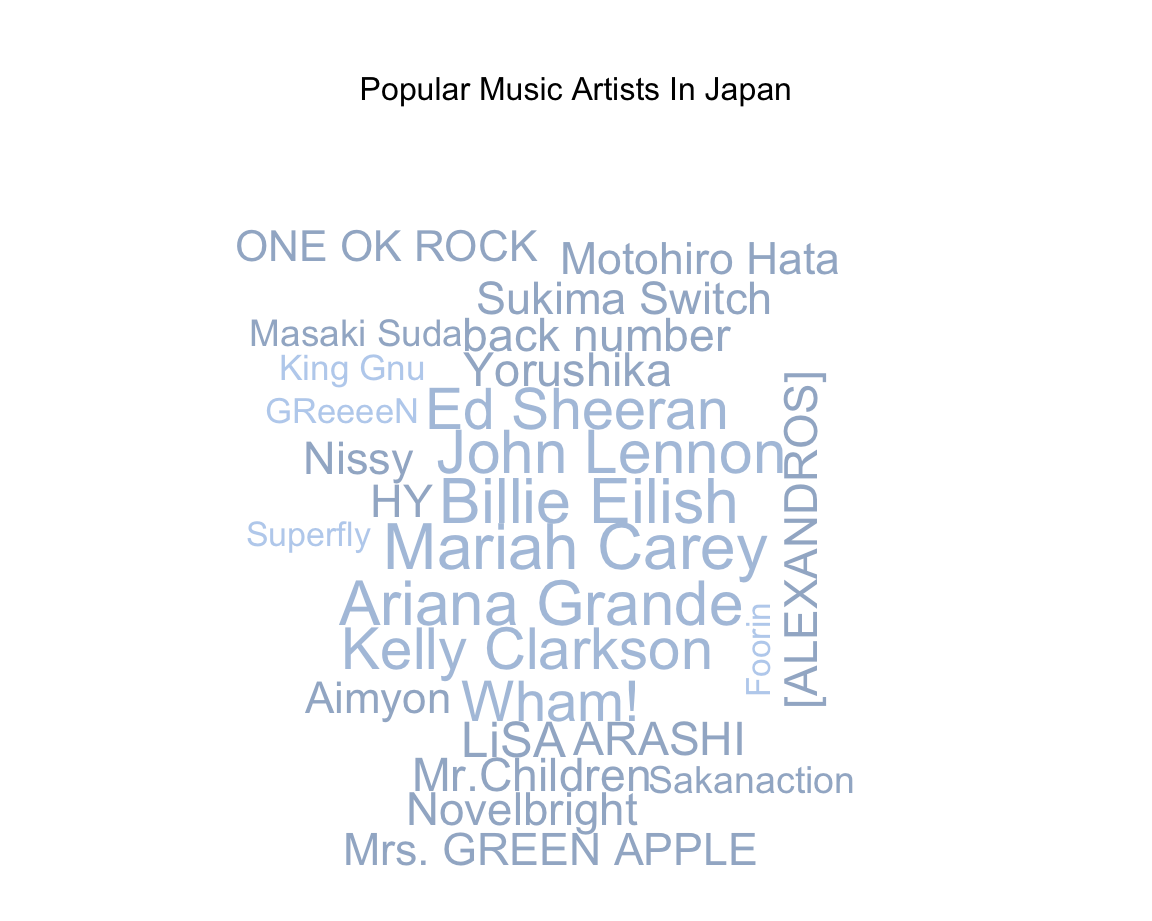 Popular Music Artists In Japan
ONE OK ROCK
Motohiro Hata
Sukima Switch
Masaki Suda
back number
King Gnu
Yorushika
GReeeeN
Ed Sheeran
Nissy
John Lennon
[ALEXANDROS]
HY
Billie Eilish
Superfly
Mariah Carey
Ariana Grande
Foorin
Kelly Clarkson
Aimyon
Wham!
LiSA
ARASHI
Mr.Children
Sakanaction
Novelbright
Mrs. GREEN APPLE